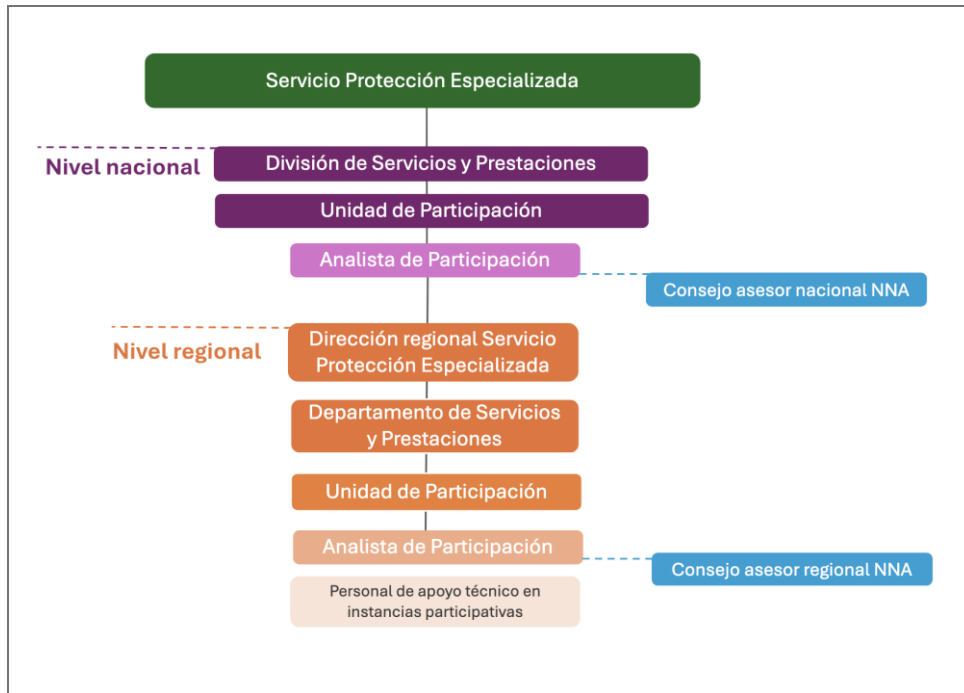 Servicio Protección Especializada
Nivel nacional
División de Servicios y Prestaciones
Unidad de Participación
Analista de Participación
Consejo asesor nacional NNA
Nivel regional
Dirección regional Servicio
Protección Especializada
Departamento de Servicios
y Prestaciones
Unidad de Participación
Analista de Participación
Consejo asesor regional NNA
Personal de apoyo técnico en
instancias participativas